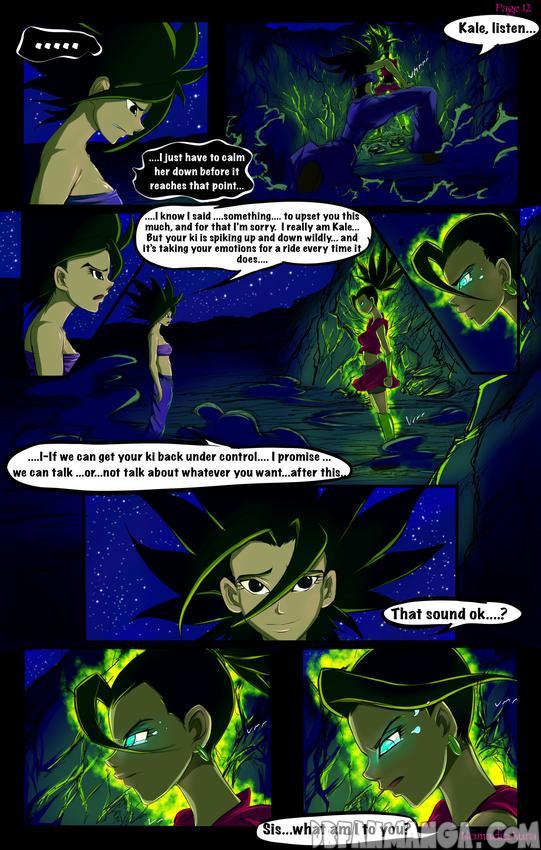 Page 12
.....
Kale, listen...
vmrr
....I just have to calm
her down before it
reaches that point...
....I know I said ....something.... to upset you this
much, and for that I'm sorry. I really am Kale...
But your ki is spiking up and down wildly... and
it's taking your emotions for a ride every time it
does....
....I-If we can get your ki back under control.... I promise ...
we can talk ...or...not talk about whatever you want...after this..
That sound ok....?
Sis...what am I to you?
DBFANMANGA.COM